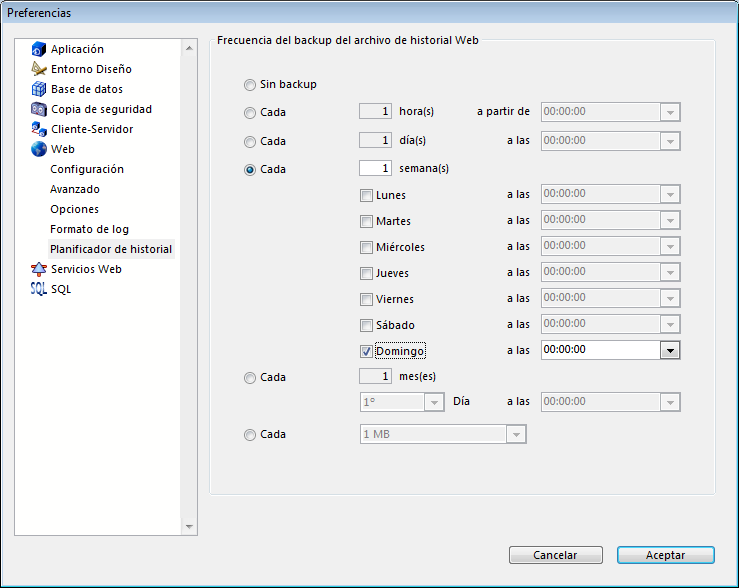 Preferencias
Aplicación
Entorno Diseño
Base de datos
Copia de seguridad
Cliente-Servidor
Web
Configuración
Avanzado
Opciones
Formato de log
Planificador de historial
Servicios Web
SQL SQL
Frecuencia del backup del archivo de historial Web
Sin backup
Cada 1 hora(s) a partir de 00:00:00
Cada 1 día(s) a las 00:00:00
Cada 1 semana(s)
Lunes a las 00:00:00
Martes a las 00:00:00
Miércoles a las 00:00:00
Jueves a las 00:00:00
Viernes a las 00:00:00
Sábado a las 00:00:00
Domingo a las 00:00:00
Cada 1 mes(es)
1° Día a las 00:00:00
Cada 1 MB
Cancelar Aceptar